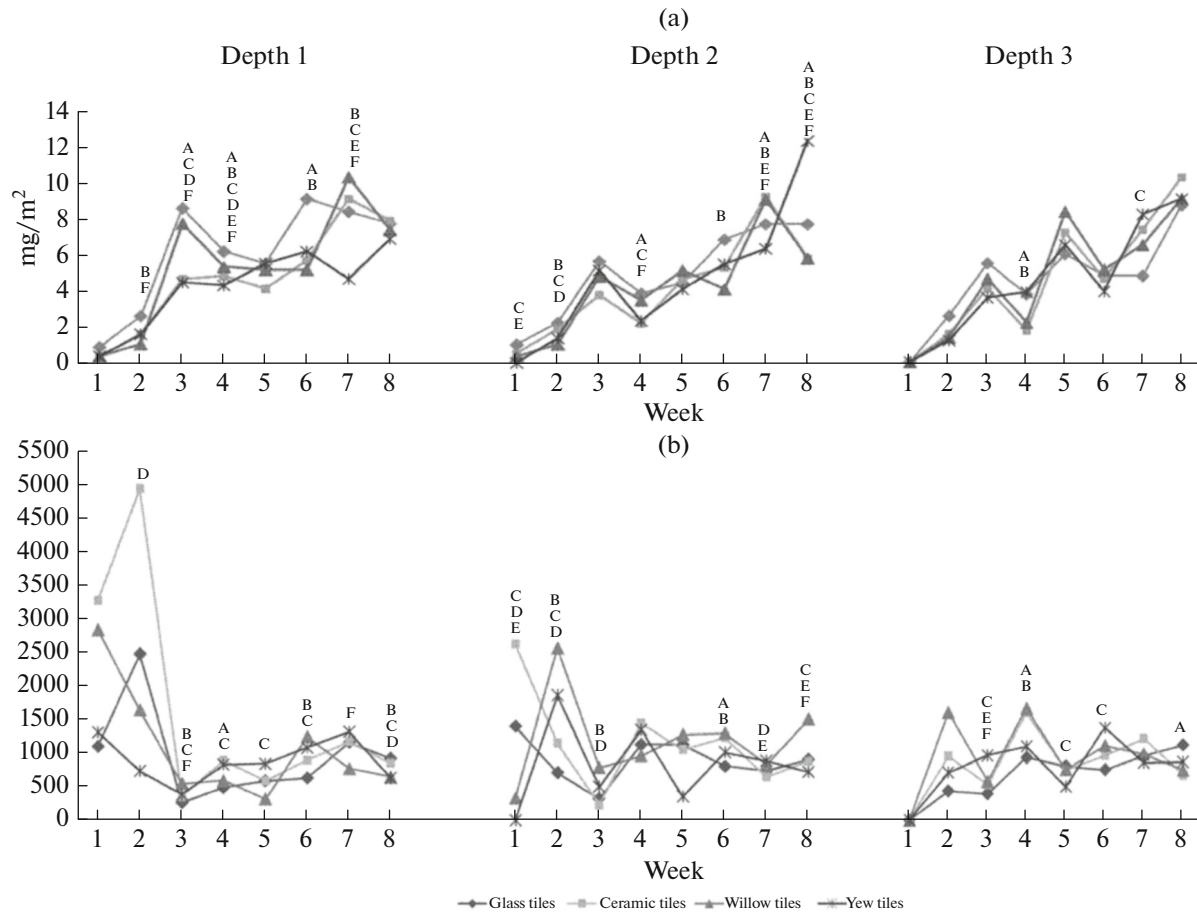 (a)
Depth 1 Depth 2 Depth 3
mg/m²
14
12
10
8
6
4
2
0
B
F
A
C
D
F
A
B
C
D
E
F
A
B
B
C
E
F
1 2 3 4 5 6 7 8
C
E
B
C
D
A
C
F
B
A
B
E
F
A
B
C
E
F
1 2 3 4 5 6 7 8
A
B
C
1 2 3 4 5 6 7 8
Week
(b)
5500
5000
4500
4000
3500
3000
2500
2000
1500
1000
500
0
D
B
C
F
A
C
C
B
C
F
B
C
D
1 2 3 4 5 6 7 8
C
D
E
B
C
D
B
D
A
B
D
E
C
E
F
1 2 3 4 5 6 7 8
C
E
F
A
B
C
C
A
1 2 3 4 5 6 7 8
Week
Glass tiles Ceramic tiles Willow tiles Yew tiles